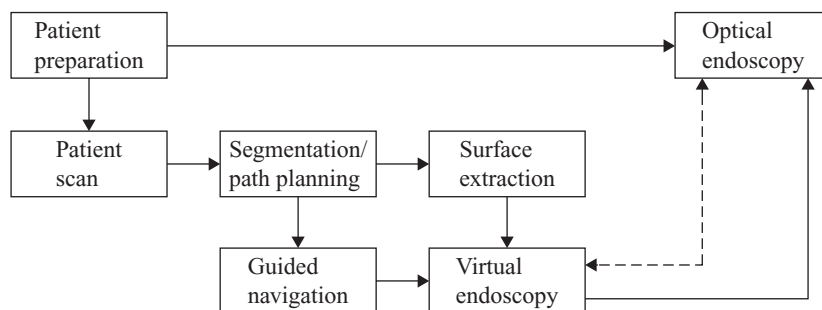 Patient
preparation
Optical
endoscopy
Patient
scan
Segmentation/
path planning
Surface
extraction
Guided
navigation
Virtual
endoscopy